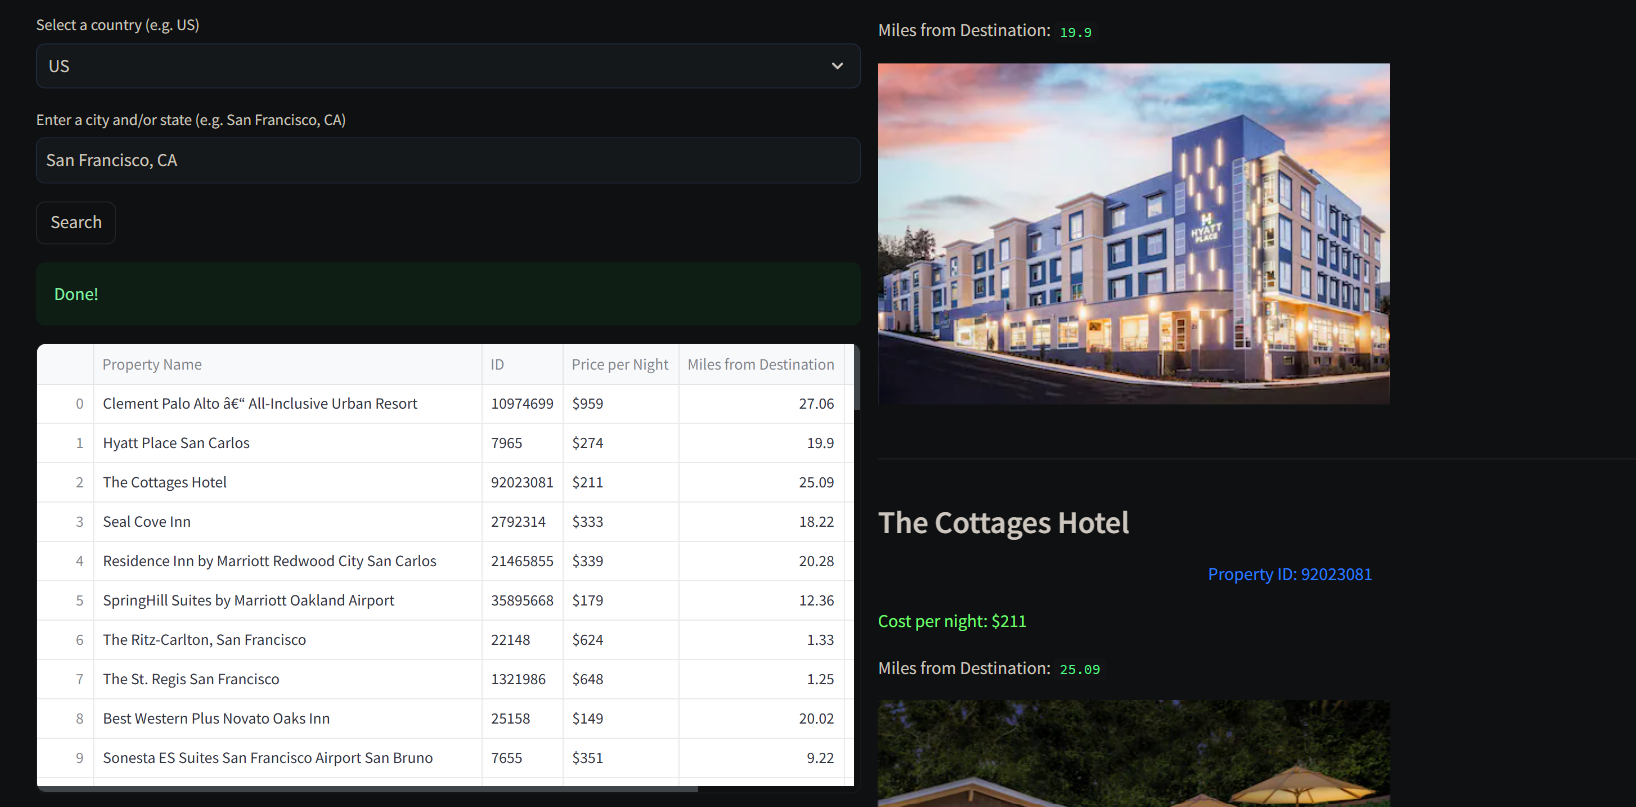 Select a country (e.g. US)
US
Enter a city and/or state (e.g. San Francisco, CA)
San Francisco, CA
Search
Done!
Property Name ID Price per Night Miles from Destination
0 Clement Palo Alto â€“ All-Inclusive Urban Resort 10974699 $959 27.06
1 Hyatt Place San Carlos 7965 $274 19.9
2 The Cottages Hotel 92023081 $211 25.09
3 Seal Cove Inn 2792314 $333 18.22
4 Residence Inn by Marriott Redwood City San Carlos 21465855 $339 20.28
5 SpringHill Suites by Marriott Oakland Airport 35895668 $179 12.36
6 The Ritz-Carlton, San Francisco 22148 $624 1.33
7 The St. Regis San Francisco 1321986 $648 1.25
8 Best Western Plus Novato Oaks Inn 25158 $149 20.02
9 Sonesta ES Suites San Francisco Airport San Bruno 7655 $351 9.22
Miles from Destination: 19.9
H
HYATT
PLACE
The Cottages Hotel
Property ID: 92023081
Cost per night: $211
Miles from Destination: 25.09